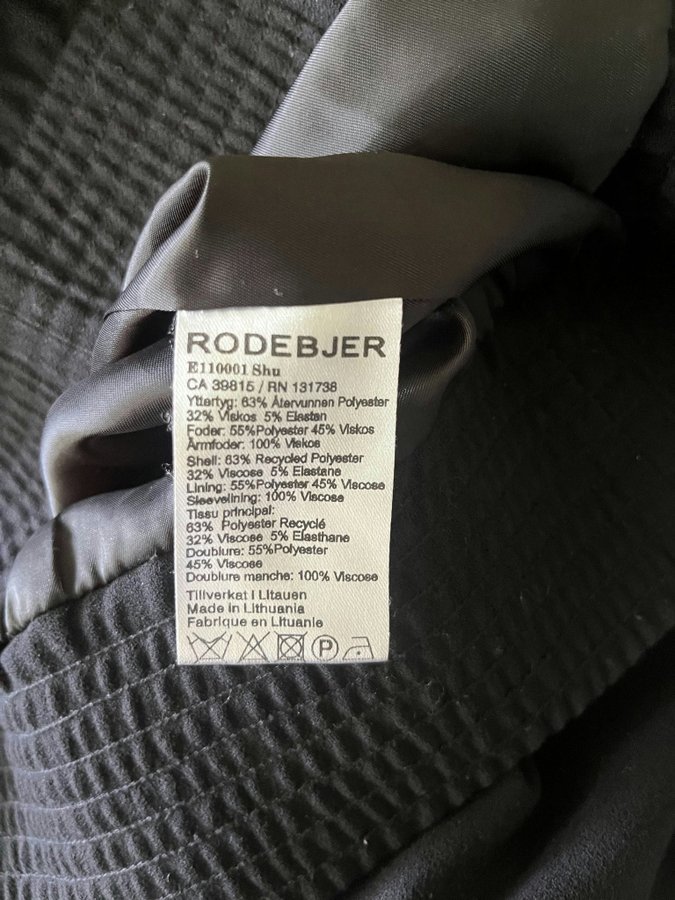 RODEBJER
E110001 Shu
CA 39815 / RN 131738
Yttertyg: 63% Återvunnen Polyester
32% Viskos 5% Elastan
Foder: 55%Polyester 45% Viskos
Ärmfoder: 100% Viskos
Shell: 63% Recycled Polyester
32% Viscose 5% Elastane
Lining: 55%Polyester 45% Viscose
Sleevelining: 100% Viscose
Tissu principal:
63% Polyester Recyclé
32% Viscose 5% Elasthane
Doublure: 55%Polyester
45% Viscose
Doublure manche: 100% Viscose
Tillverkat i Litauen
Made in Lithuania
Fabrique en Lituanie
P